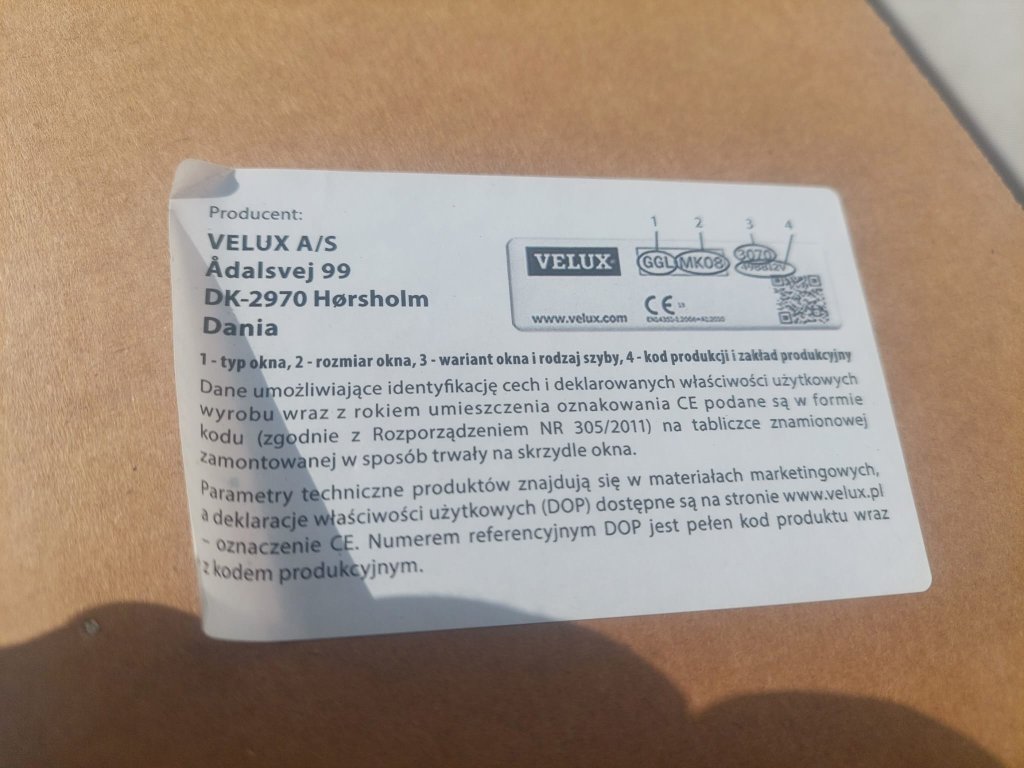 Producent:
VELUX A/S
Ådalsvej 99
DK-2970 Hørsholm
Dania
1 2 3 4
VELUX GGL MK08 3070
www.velux.com CE
1 - typ okna, 2 - rozmiar okna, 3 - wariant okna i rodzaj szyby, 4 - kod produkcji i zakład produkcyjny
Dane umożliwiające identyfikację cech i deklarowanych właściwości użytkowych
wyrobu wraz z rokiem umieszczenia oznakowania CE podane są w formie
kodu (zgodnie z Rozporządzeniem NR 305/2011) na tabliczce znamionowej
zamontowanej w sposób trwały na skrzydle okna.
Parametry techniczne produktów znajdują się w materiałach marketingowych,
a deklaracje właściwości użytkowych (DOP) dostępne są na stronie www.velux.pl
- oznaczenie CE. Numerem referencyjnym DOP jest pełen kod produktu wraz
z kodem produkcyjnym.